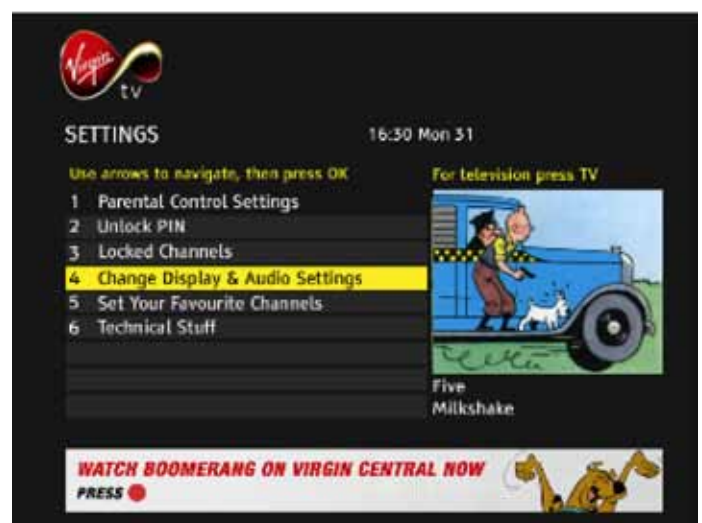 Virgin
tv
SETTINGS
16:30 Mon 31
Use arrows to navigate, then press OK
For television press TV
1 Parental Control Settings
2 Unlock PIN
3 Locked Channels
4 Change Display & Audio Settings
5 Set Your Favourite Channels
6 Technical Stuff
Five
Milkshake
WATCH BOOMERANG ON VIRGIN CENTRAL NOW
PRESS